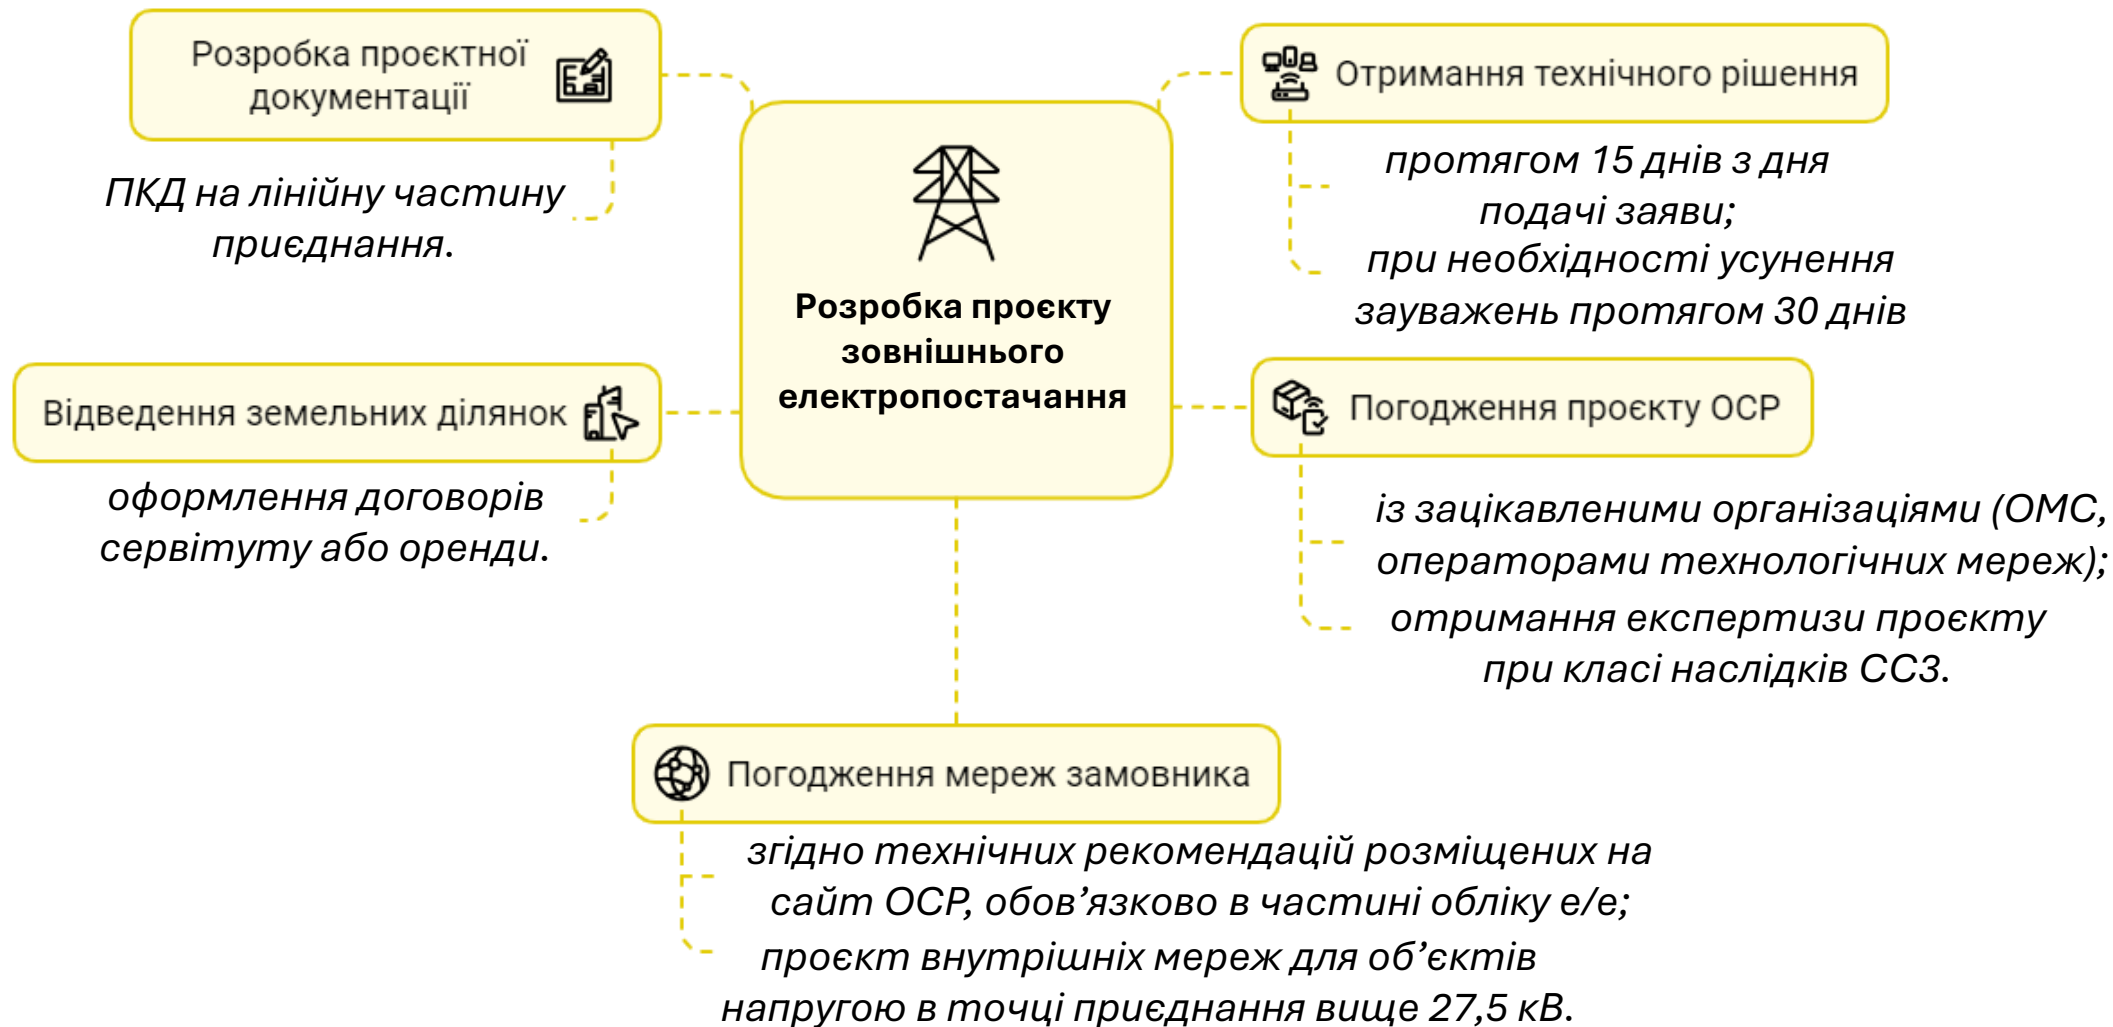 Розробка проєктної
документації
ПКД на лінійну частину
приєднання.
Отримання технічного рішення
протягом 15 днів з дня
подачі заяви;
при необхідності усунення
зауважень протягом 30 днів
Розробка проєкту
зовнішнього
електропостачання
Відведення земельних ділянок
оформлення договорів
сервітуту або оренди.
Погодження проєкту ОСР
із зацікавленими організаціями (ОМС,
операторами технологічних мереж);
отримання експертизи проєкту
при класі наслідків СС3.
Погодження мереж замовника
згідно технічних рекомендацій розміщених на
сайт ОСР, обов’язково в частині обліку е/е;
проєкт внутрішніх мереж для об’єктів
напругою в точці приєднання вище 27,5 кВ.